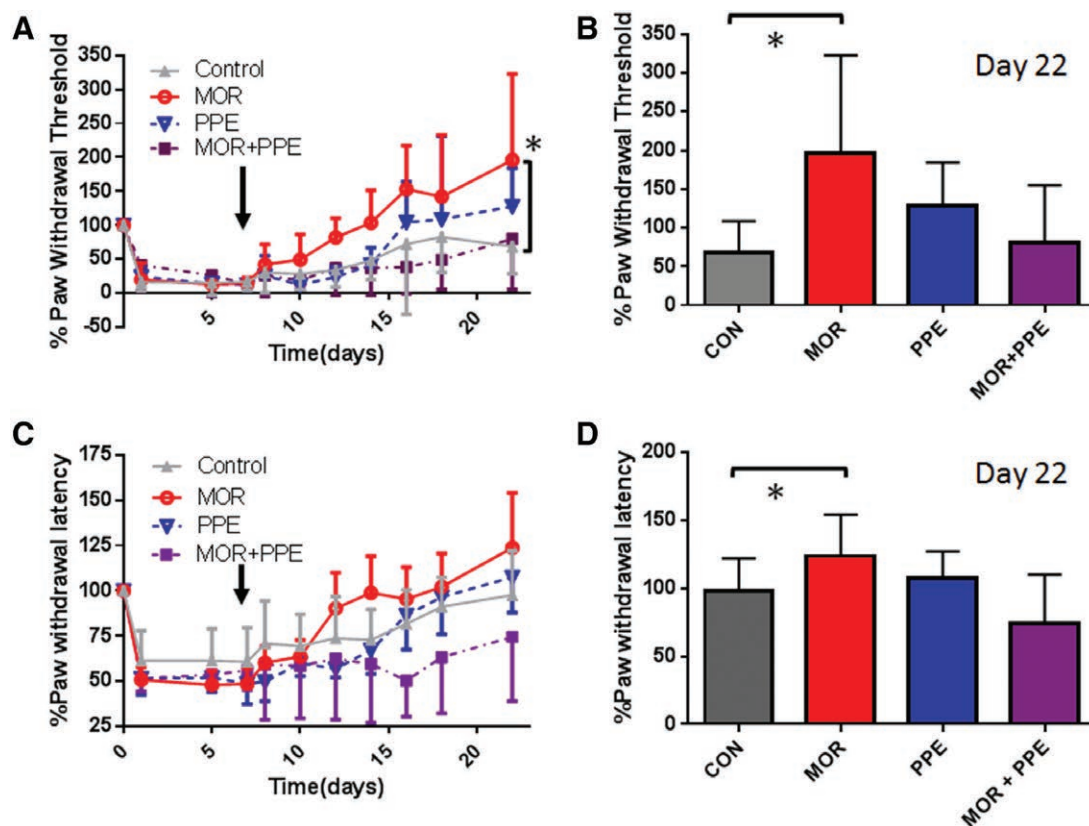 A
% Paw Withdrawal Threshold
350
300
250
200
150
100
50
0
-50
Control
MOR
PPE
MOR+PPE
*
5
10
15
20
Time(days)
B
% Paw Withdrawal Threshold
350
300
250
200
150
100
50
0
*
Day 22
CON
MOR
PPE
MOR+PPE
C
%Paw withdrawal latency
175
150
125
100
75
50
25
Control
MOR
PPE
MOR+PPE
0
5
10
15
20
Time(days)
D
%Paw withdrawal latency
200
150
100
50
0
*
Day 22
CON
MOR
PPE
MOR + PPE